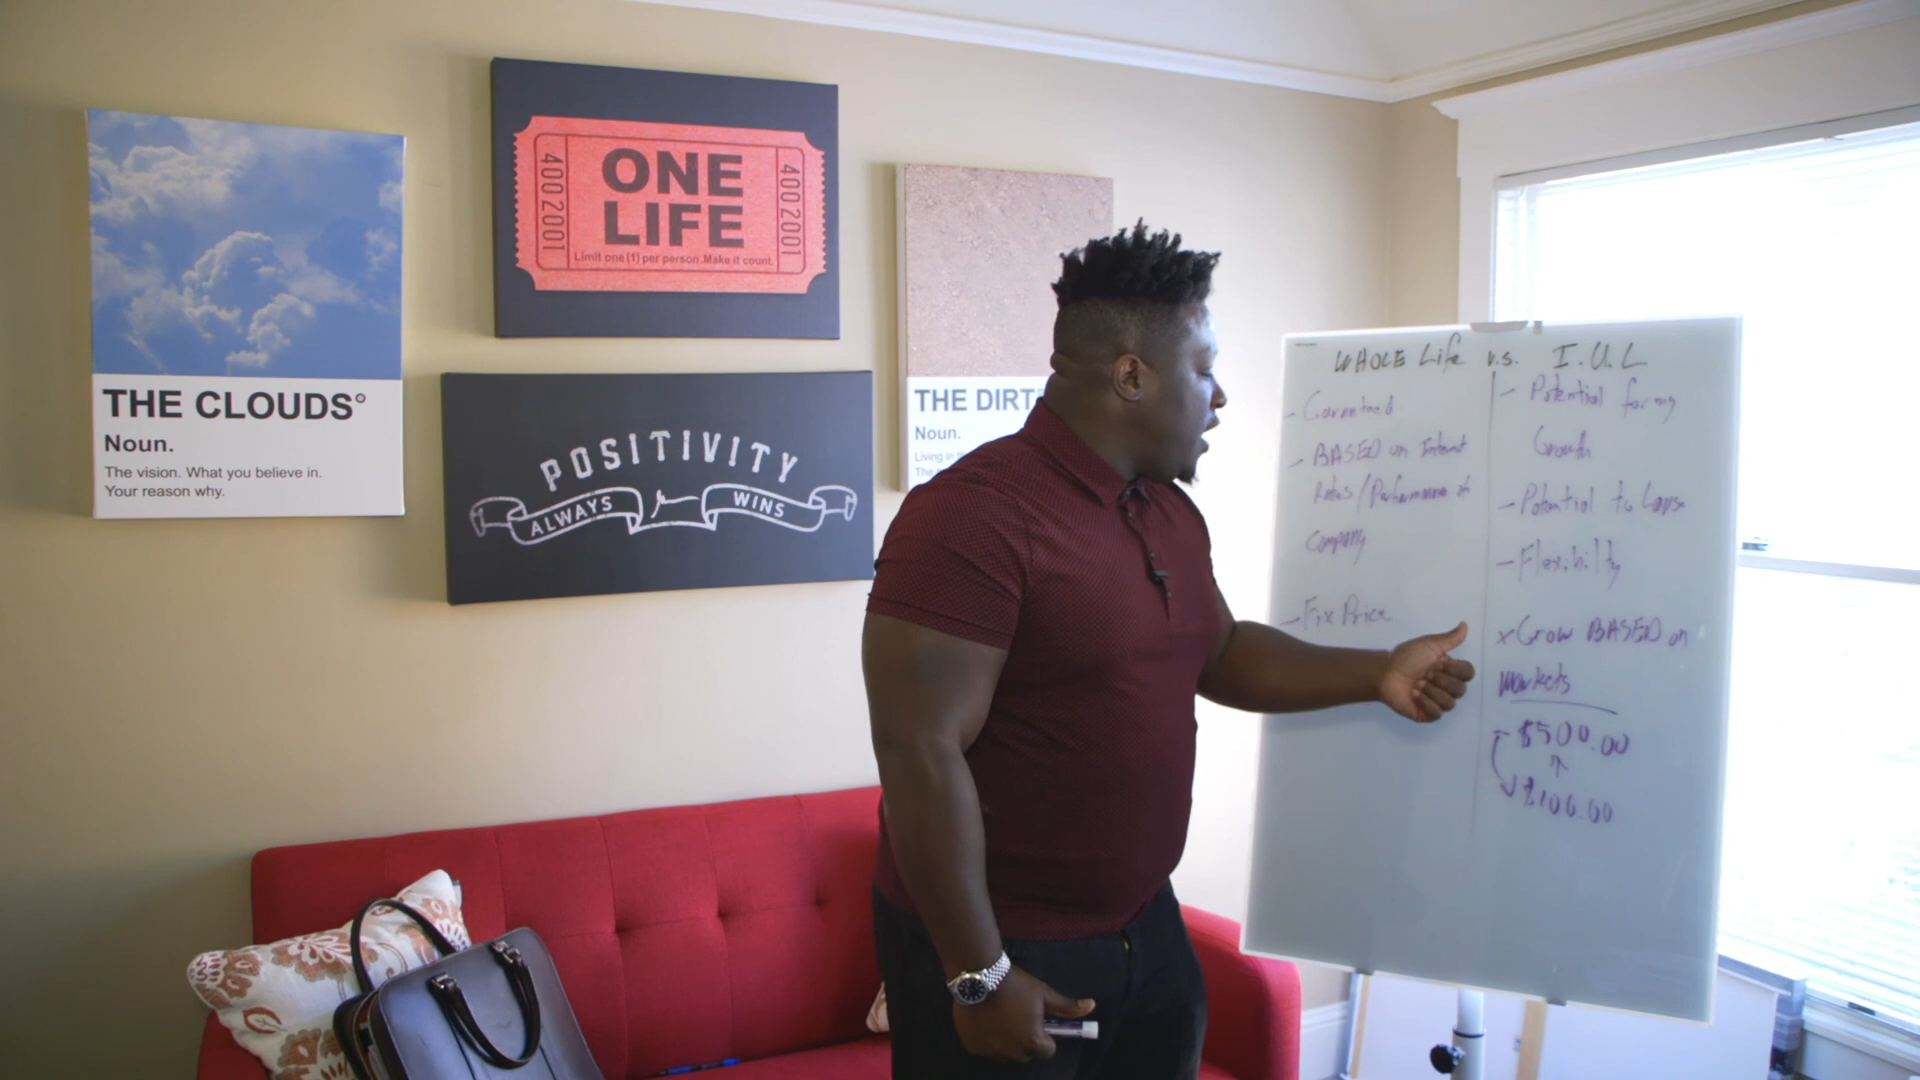 THE CLOUDS°
Noun.
The vision. What you believe in.
Your reason why.
400 2001
ONE
LIFE
Limit one (1) per person. Make it count.
400 2001
POSITIVITY
ALWAYS
WINS
THE DIRT
Noun.
Living in
WHOLE Life v.s. I.U.L
- BASED on Interest
Rates / Performance of
Company
- Fix Price
- Potential for
Growth
- Potential to Lapse
- Flexibilty
x Grow BASED on
Markets
$500.00
$100.00